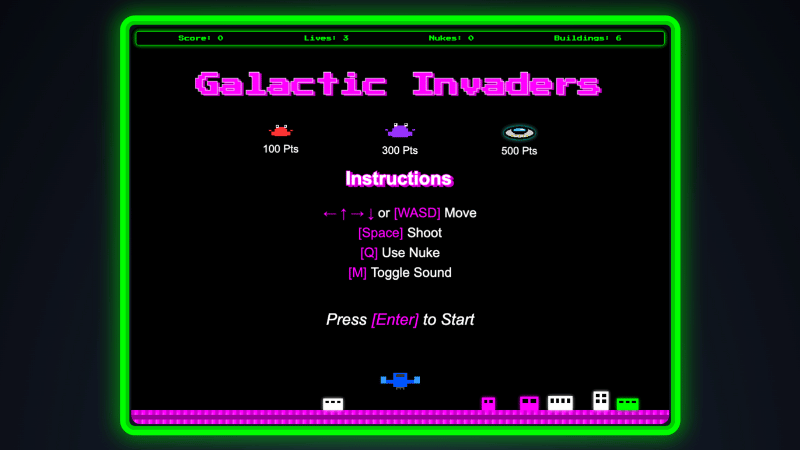 Score: 0 Lives: 3 Nukes: 0 Buildings: 6
Galactic Invaders
100 Pts 300 Pts 500 Pts
Instructions
←↑→↓ or [WASD] Move
[Space] Shoot
[Q] Use Nuke
[M] Toggle Sound
Press [Enter] to Start